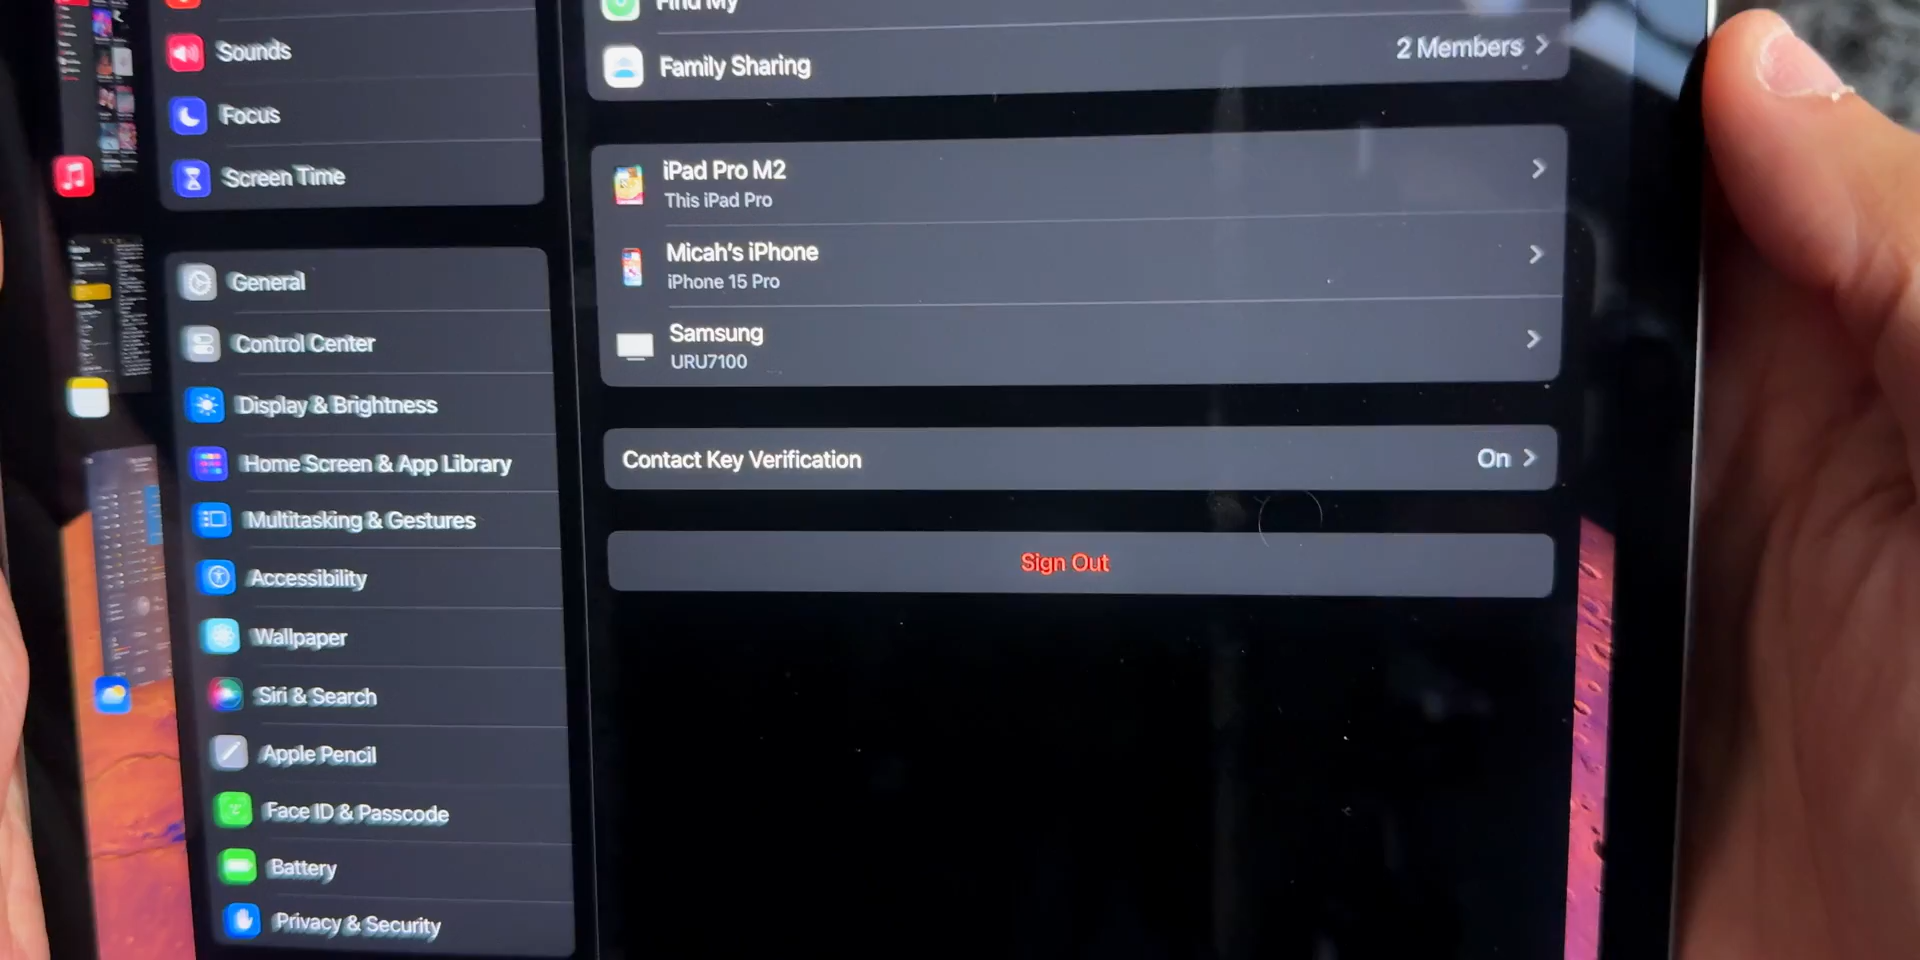 Sounds
Focus
Screen Time
General
Control Center
Display & Brightness
Home Screen & App Library
Multitasking & Gestures
Accessibility
Wallpaper
Siri & Search
Apple Pencil
Face ID & Passcode
Battery
Privacy & Security
Find My
Family Sharing
2 Members
iPad Pro M2
This iPad Pro
Micah's iPhone
iPhone 15 Pro
Samsung
URU7100
Contact Key Verification
On
Sign Out